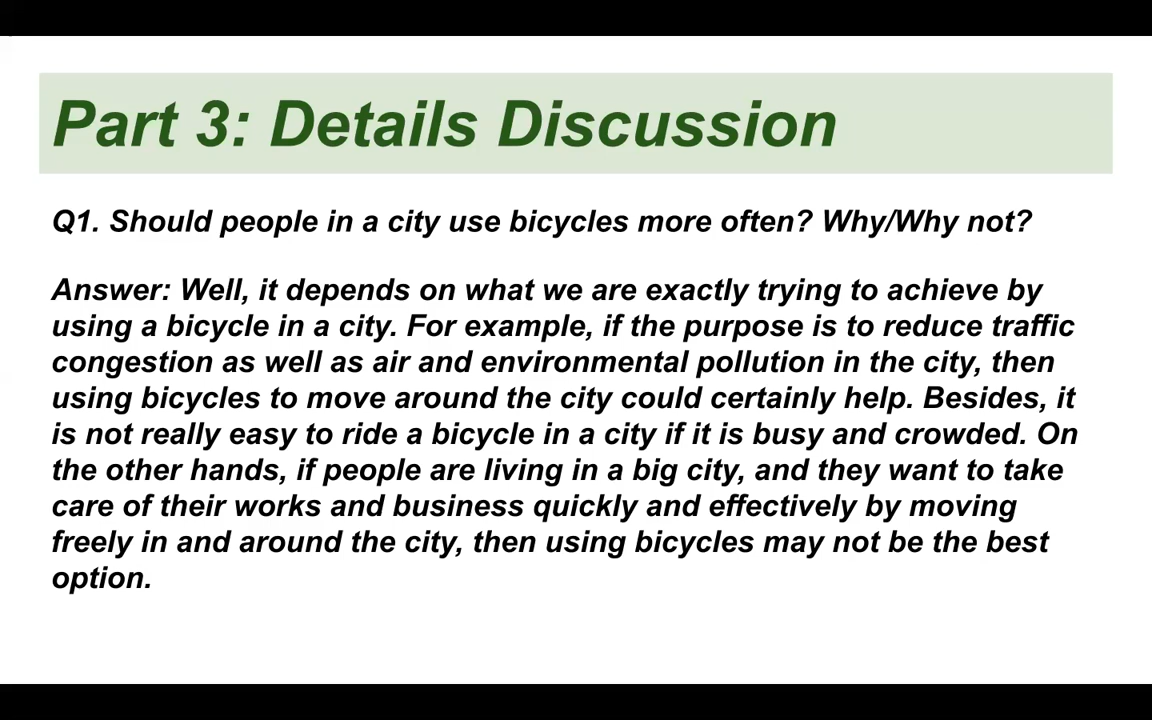 Part 3: Details Discussion
Q1. Should people in a city use bicycles more often? Why/Why not?
Answer: Well, it depends on what we are exactly trying to achieve by
using a bicycle in a city. For example, if the purpose is to reduce traffic
congestion as well as air and environmental pollution in the city, then
using bicycles to move around the city could certainly help. Besides, it
is not really easy to ride a bicycle in a city if it is busy and crowded. On
the other hands, if people are living in a big city, and they want to take
care of their works and business quickly and effectively by moving
freely in and around the city, then using bicycles may not be the best
option.